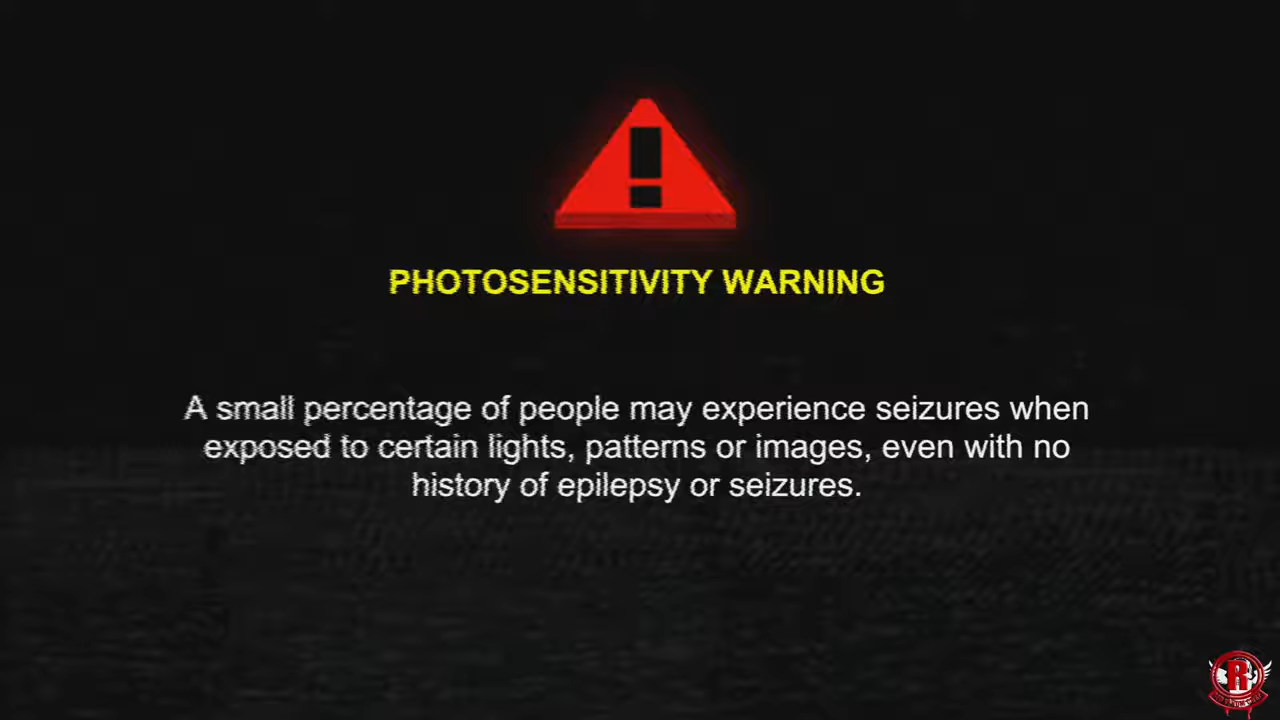 PHOTOSENSITIVITY WARNING
A small percentage of people may experience seizures when
exposed to certain lights, patterns or images, even with no
history of epilepsy or seizures.
R